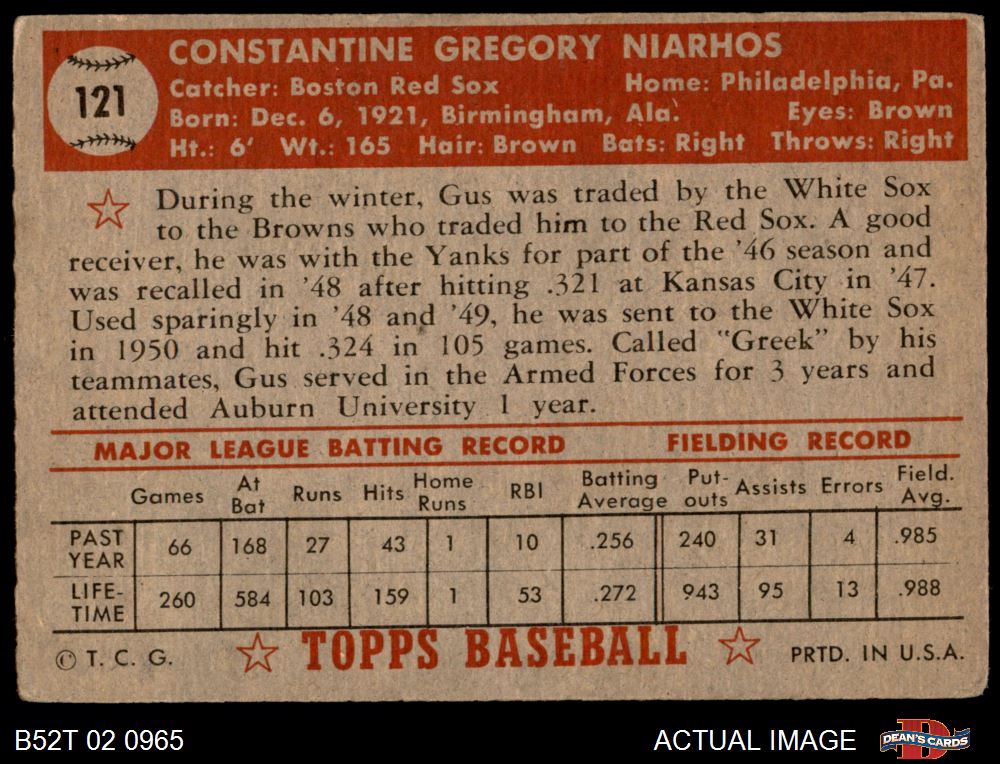 121
CONSTANTINE GREGORY NIARHOS
Catcher: Boston Red Sox Home: Philadelphia, Pa.
Born: Dec. 6, 1921, Birmingham, Ala. Eyes: Brown
Ht.: 6' Wt.: 165 Hair: Brown Bats: Right Throws: Right
During the winter, Gus was traded by the White Sox
to the Browns who traded him to the Red Sox. A good
receiver, he was with the Yanks for part of the '46 season and
was recalled in '48 after hitting .321 at Kansas City in '47.
Used sparingly in '48 and '49, he was sent to the White Sox
in 1950 and hit .324 in 105 games. Called "Greek" by his
teammates, Gus served in the Armed Forces for 3 years and
attended Auburn University 1 year.
MAJOR LEAGUE BATTING RECORD FIELDING RECORD
Games At Bat Runs Hits Home Runs RBI Batting Average Put-outs Assists Errors Field. Avg.
PAST YEAR 66 168 27 43 1 10 .256 240 31 4 .985
LIFE-TIME 260 584 103 159 1 53 .272 943 95 13 .988
© T. C. G. TOPPS BASEBALL PRTD. IN U.S.A.
B52T 02 0965 ACTUAL IMAGE D DEAN'S CARDS